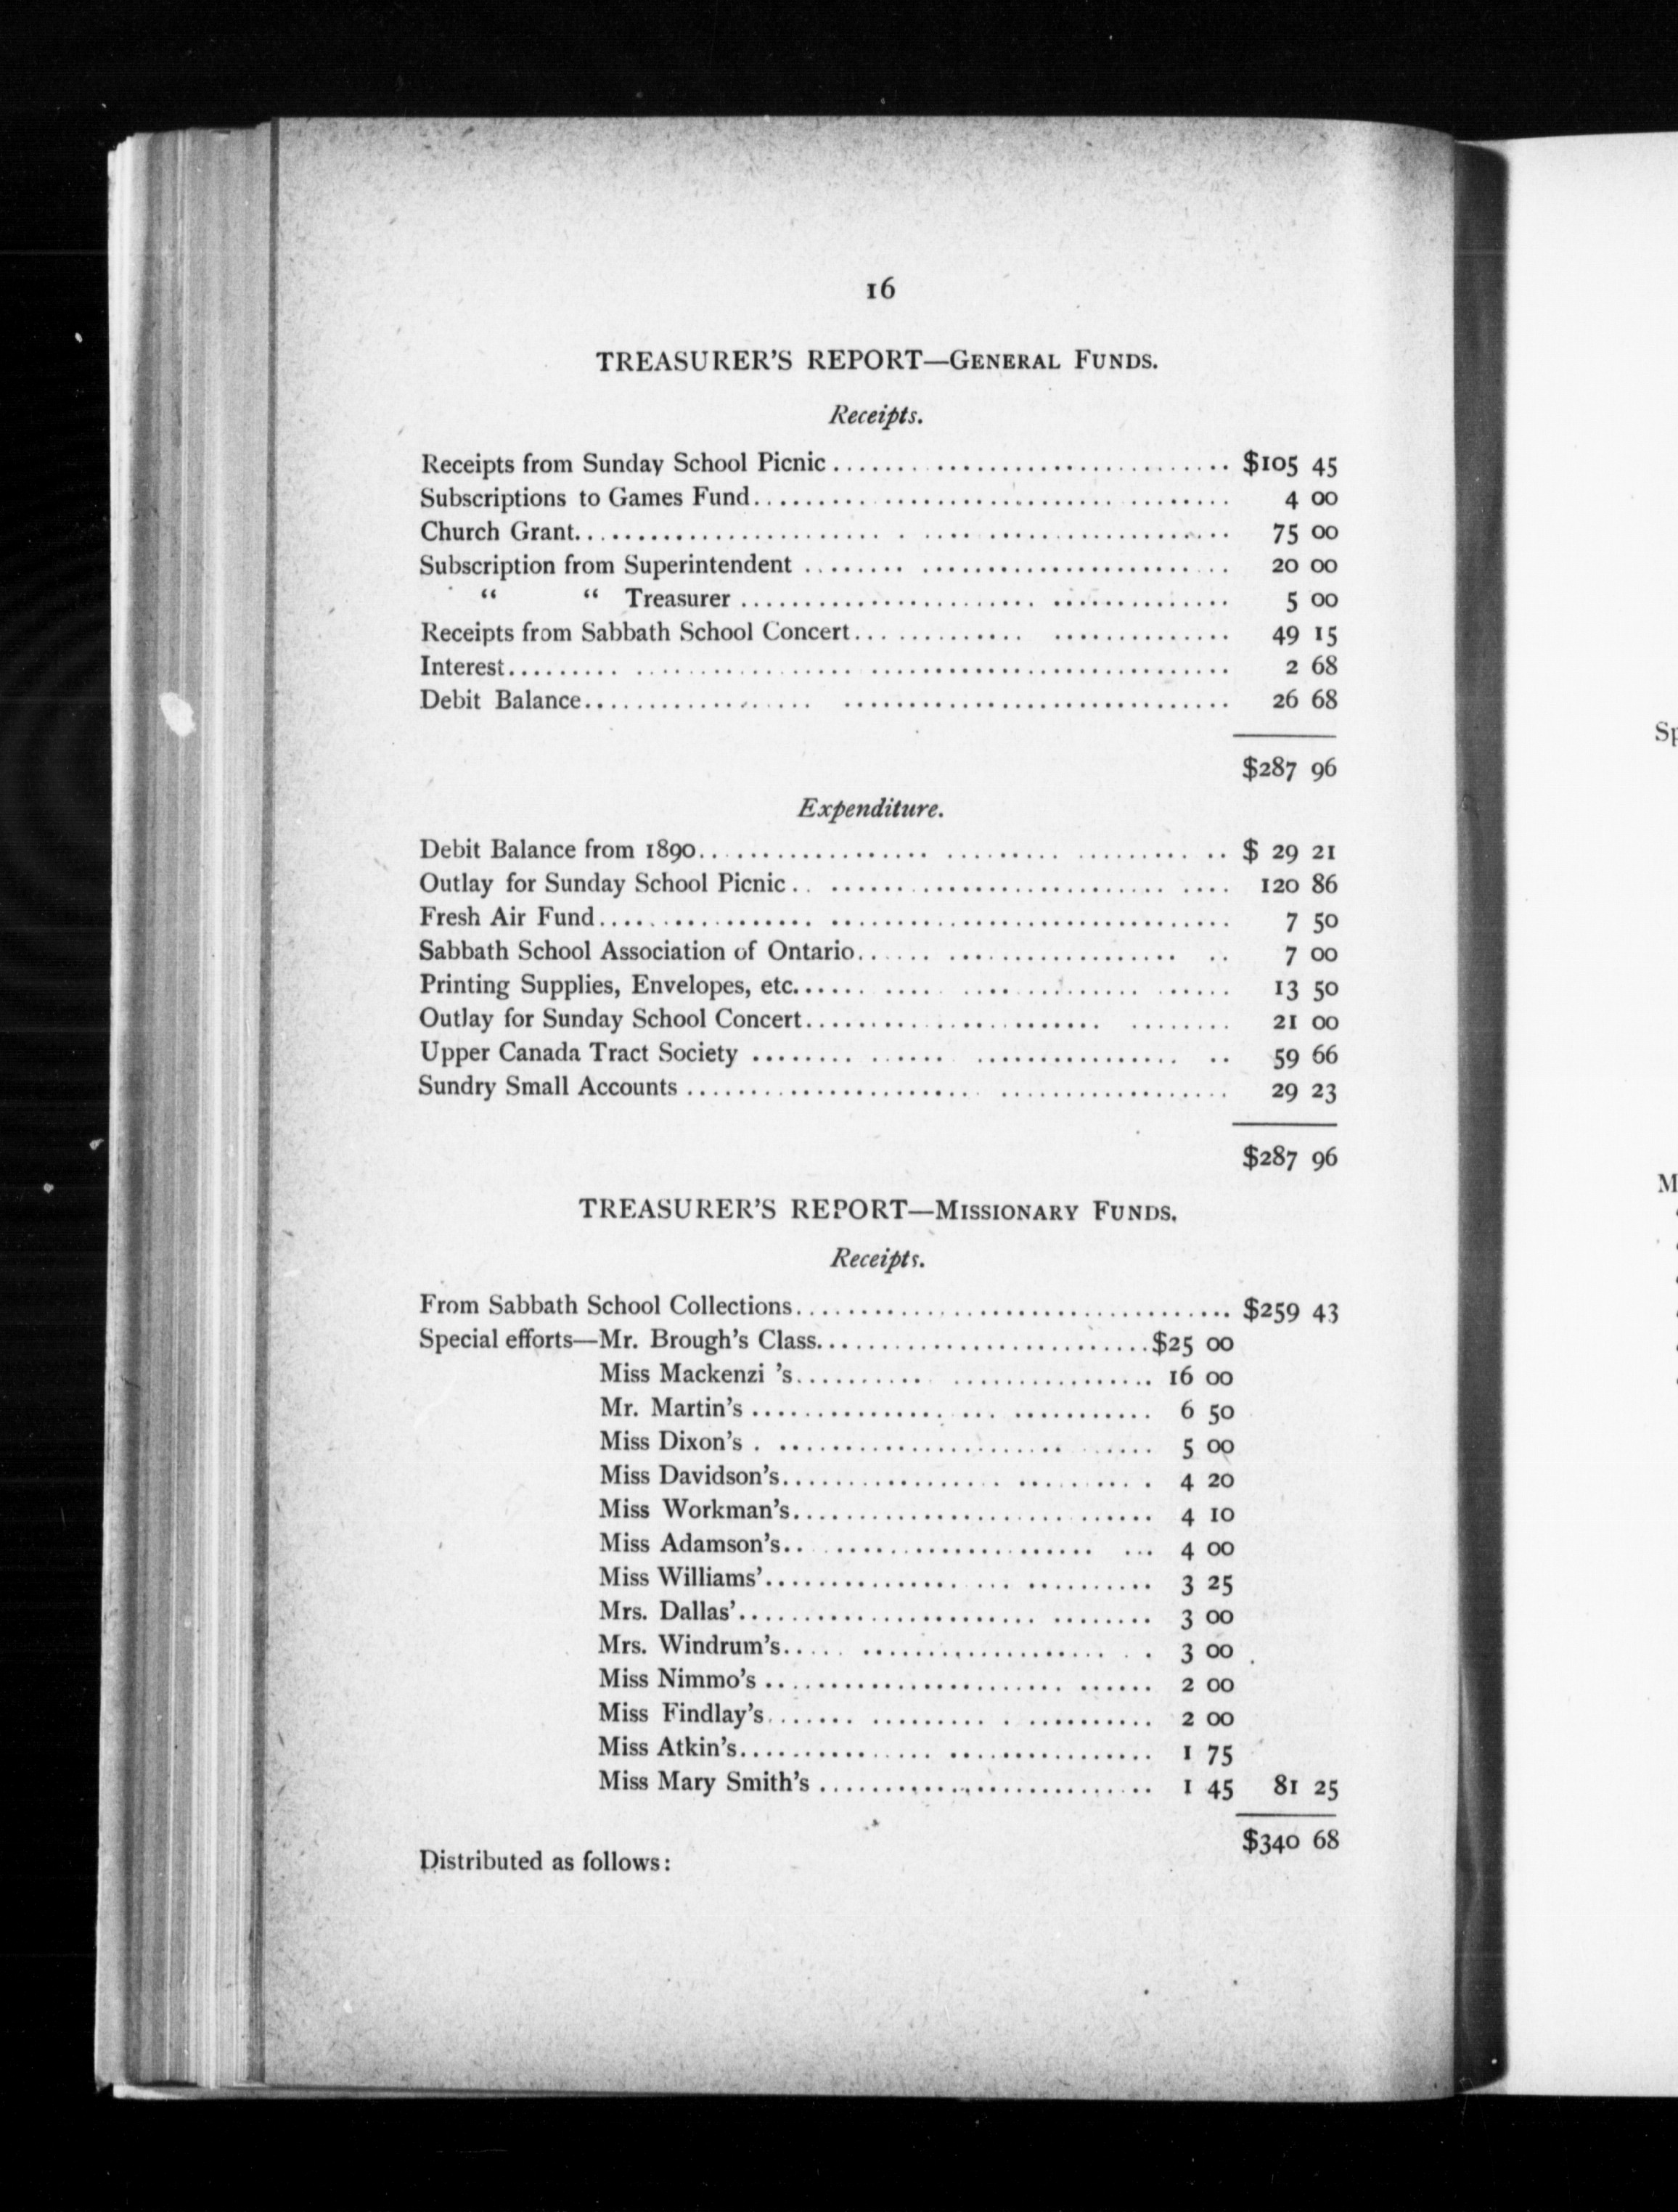 16
TREASURER'S REPORT—GENERAL FUNDS.
Receipts.
Receipts from Sunday School Picnic........ $105 45
Subscriptions to Games Fund........ 4 00
Church Grant........ 75 00
Subscription from Superintendent ........ 20 00
“ “ Treasurer ........ 5 00
Receipts from Sabbath School Concert........ 49 15
Interest........ 2 68
Debit Balance........ 26 68
$287 96
Expenditure.
Debit Balance from 1890........ $ 29 21
Outlay for Sunday School Picnic........ 120 86
Fresh Air Fund........ 7 50
Sabbath School Association of Ontario........ 7 00
Printing Supplies, Envelopes, etc........ 13 50
Outlay for Sunday School Concert........ 21 00
Upper Canada Tract Society ........ 59 66
Sundry Small Accounts ........ 29 23
$287 96
TREASURER'S REPORT—MISSIONARY FUNDS.
Receipts.
From Sabbath School Collections........ $259 43
Special efforts—Mr. Brough's Class........ $25 00
Miss Mackenzi 's........ 16 00
Mr. Martin's ........ 6 50
Miss Dixon's ........ 5 00
Miss Davidson's........ 4 20
Miss Workman's........ 4 10
Miss Adamson's........ 4 00
Miss Williams'........ 3 25
Mrs. Dallas'........ 3 00
Mrs. Windrum's........ 3 00
Miss Nimmo's ........ 2 00
Miss Findlay's........ 2 00
Miss Atkin's........ 1 75
Miss Mary Smith's ........ 1 45 81 25
$340 68
Distributed as follows: